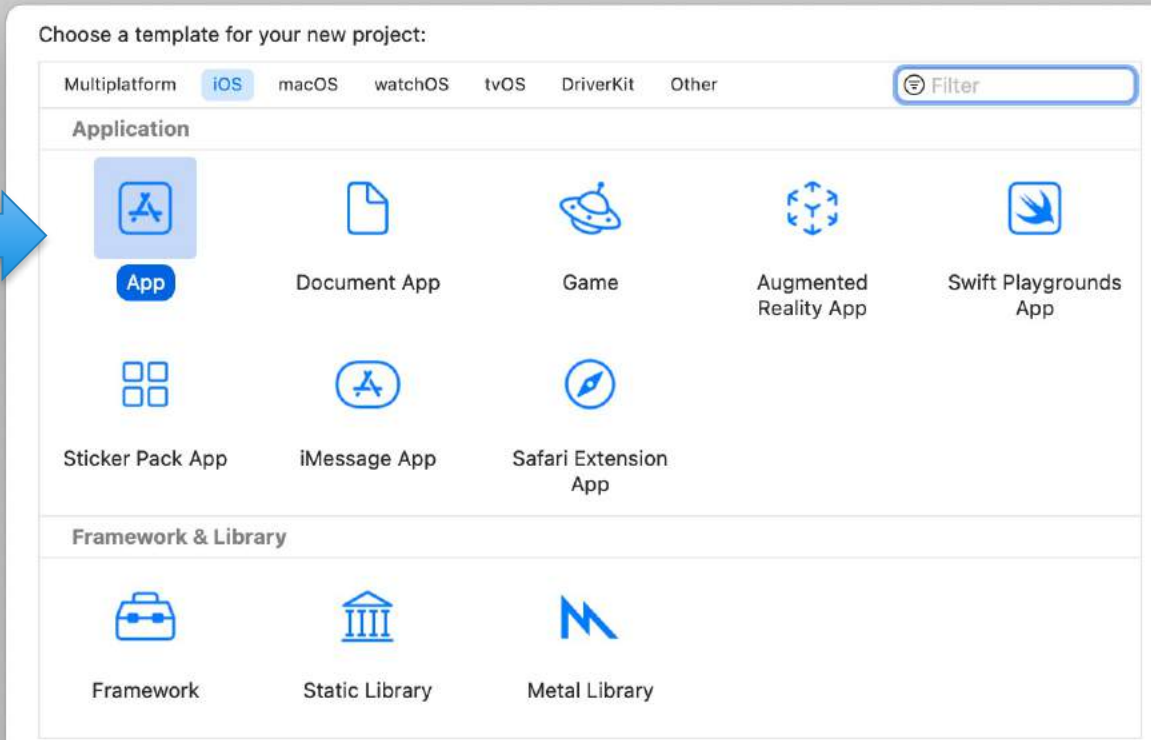 Choose a template for your new project:
Multiplatform iOS macOS watchOS tvOS DriverKit Other Filter
Application
App Document App Game Augmented Reality App Swift Playgrounds App
Sticker Pack App iMessage App Safari Extension App
Framework & Library
Framework Static Library Metal Library